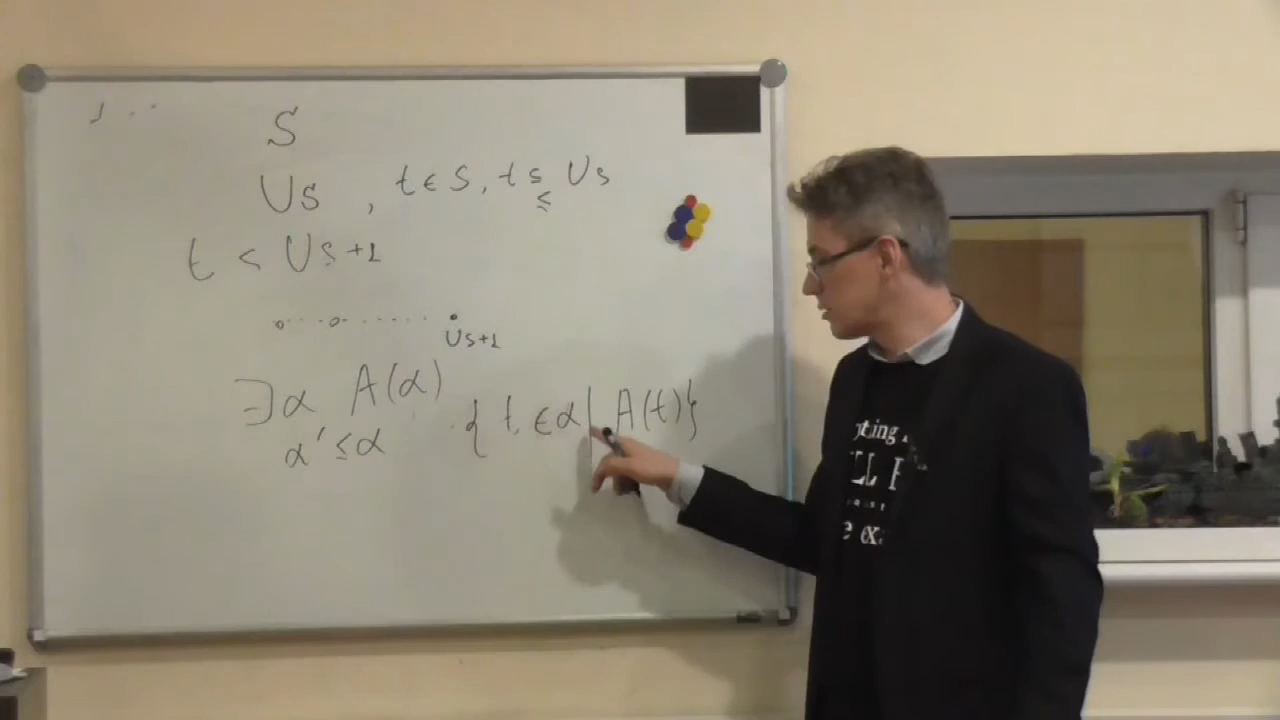 S
∪S , t ∈ S, t ⊆ ∪S
≤
t < ∪S+1
∪S+1
∃α A(α) { t ∈ α | A(t)}
α' ≤ α